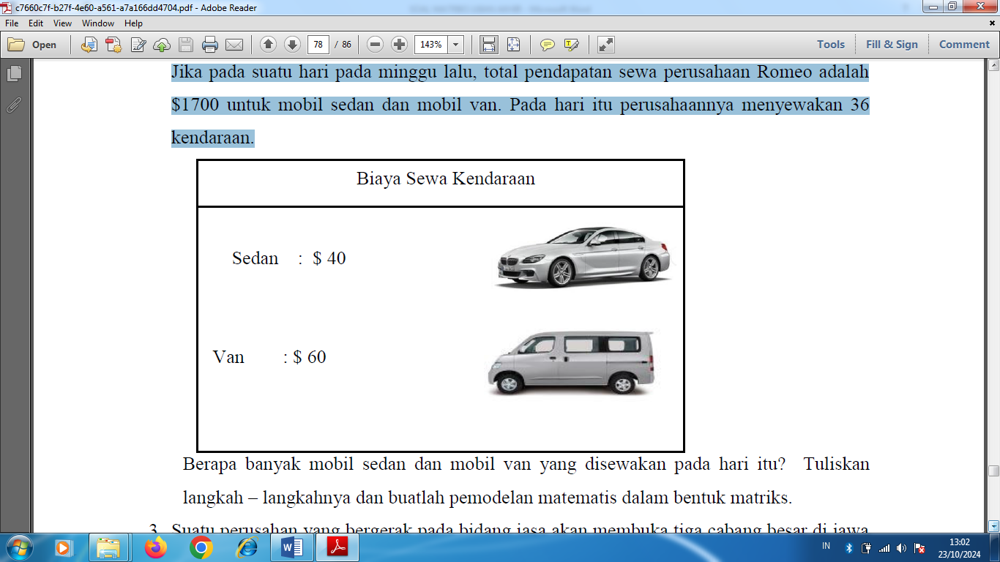 c7660c7f-b27f-4e60-a561-a7a166dd4704.pdf - Adobe Reader
File Edit View Window Help
Open 78 / 86 143% Tools Fill & Sign Comment
Jika pada suatu hari pada minggu lalu, total pendapatan sewa perusahaan Romeo adalah
$1700 untuk mobil sedan dan mobil van. Pada hari itu perusahaannya menyewakan 36
kendaraan.
Biaya Sewa Kendaraan
Sedan : $ 40
Van : $ 60
Berapa banyak mobil sedan dan mobil van yang disewakan pada hari itu? Tuliskan
langkah – langkahnya dan buatlah pemodelan matematis dalam bentuk matriks.
3. Suatu perusahan yang bergerak pada bidang jasa akan membuka tiga cabang besar di jawa
IN
13:02
23/10/2024